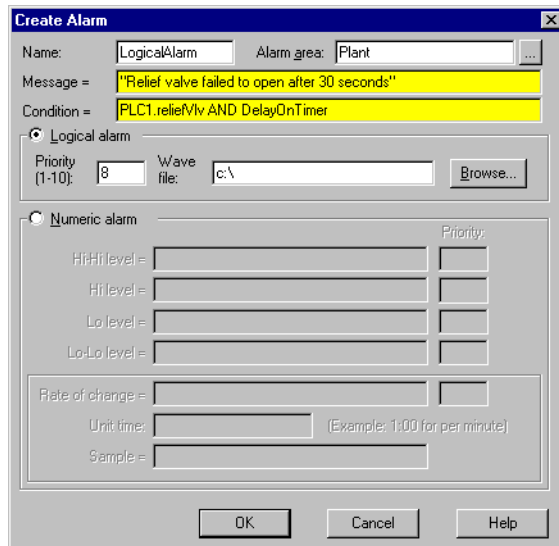 Create Alarm
Name: LogicalAlarm Alarm area: Plant ...
Message = "Relief valve failed to open after 30 seconds"
Condition = PLC1.reliefVlv AND DelayOnTimer
Logical alarm
Priority (1-10): 8 Wave file: c:\ Browse...
Numeric alarm
Priority:
Hi-Hi level =
Hi level =
Lo level =
Lo-Lo level =
Rate of change =
Unit time: (Example: 1:00 for per minute)
Sample =
OK Cancel Help